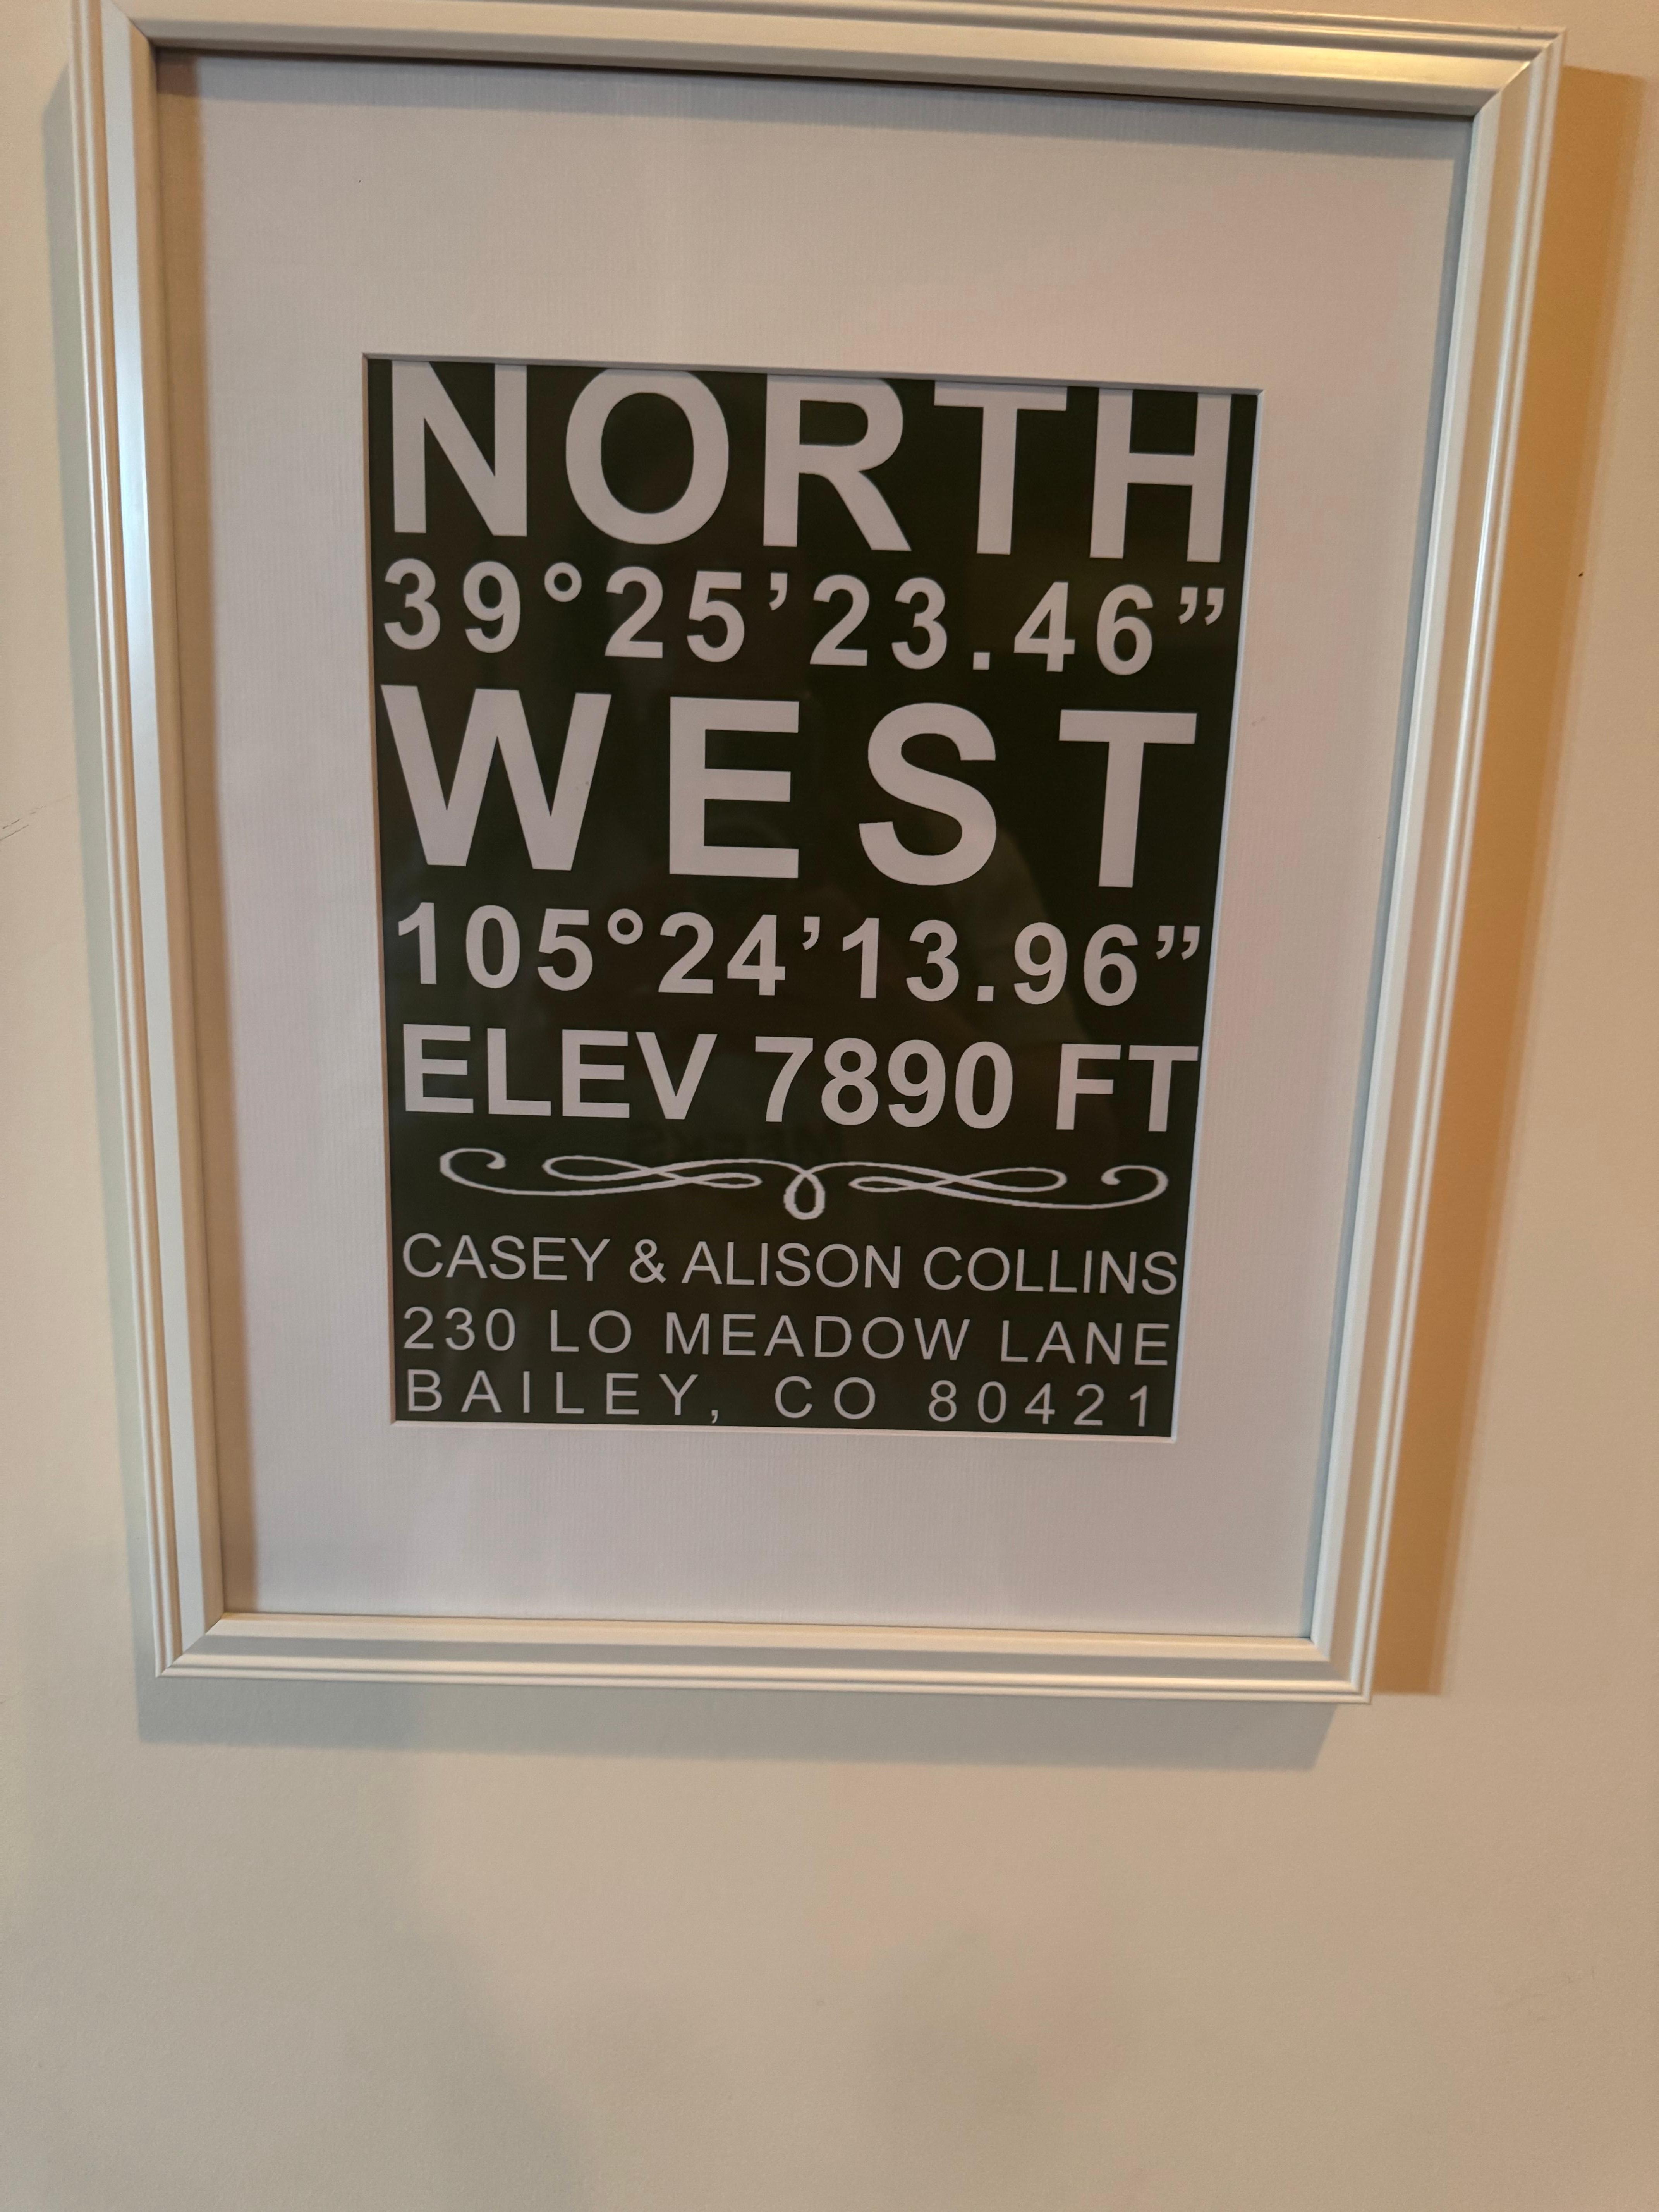 NORTH
39°25’23.46”
WEST
105°24’13.96”
ELEV 7890 FT
CASEY & ALISON COLLINS
230 LO MEADOW LANE
BAILEY, CO 80421